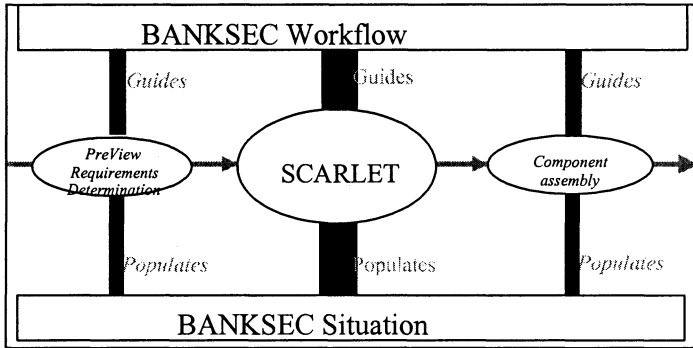 BANKSEC Workflow
Guides
Guides
Guides
PreView
Requirements
Determination
SCARLET
Component
assembly
Populates
Populates
Populates
BANKSEC Situation